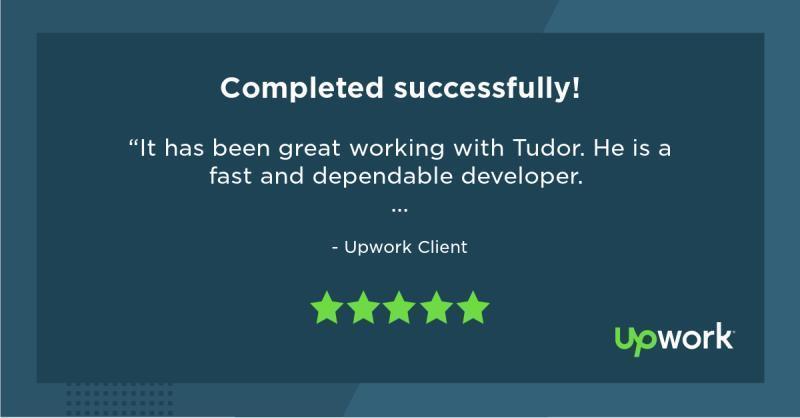 Completed successfully!
“It has been great working with Tudor. He is a
fast and dependable developer.
...
- Upwork Client
upwork